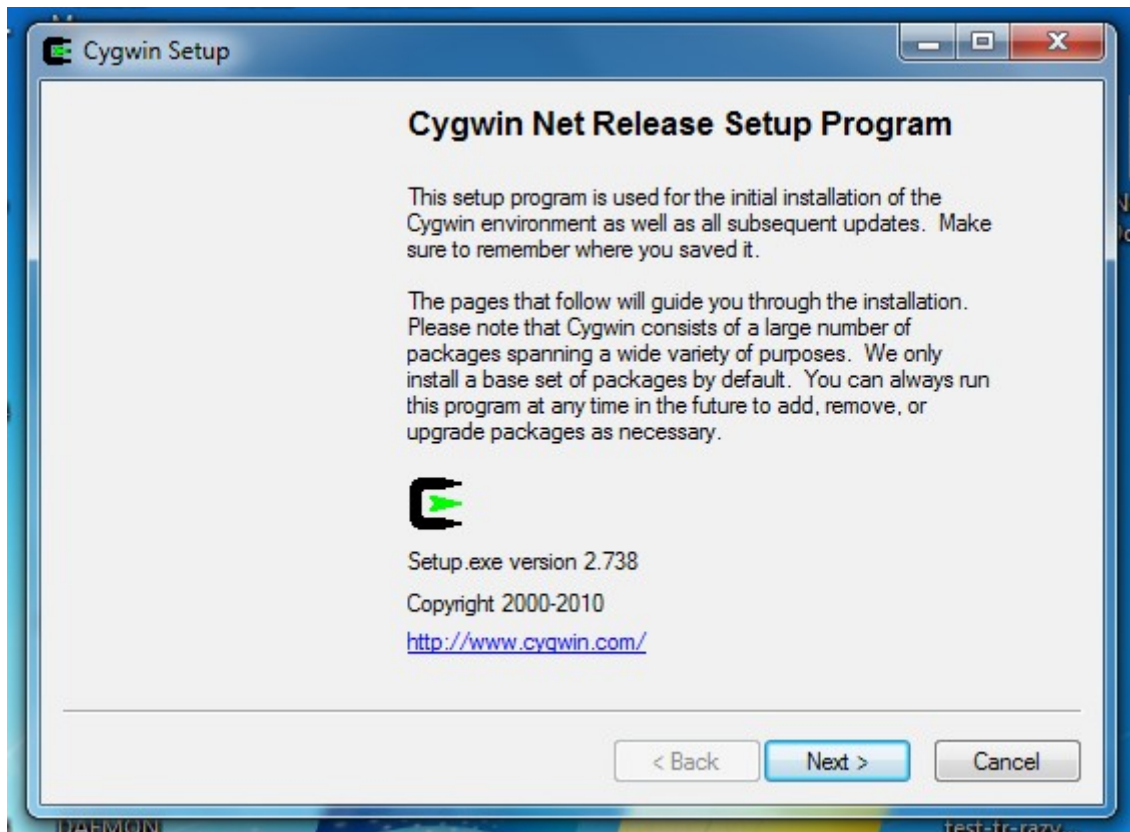 Cygwin Setup
Cygwin Net Release Setup Program
This setup program is used for the initial installation of the
Cygwin environment as well as all subsequent updates.  Make
sure to remember where you saved it.
The pages that follow will guide you through the installation.
Please note that Cygwin consists of a large number of
packages spanning a wide variety of purposes.  We only
install a base set of packages by default.  You can always run
this program at any time in the future to add, remove, or
upgrade packages as necessary.
Setup.exe version 2.738
Copyright 2000-2010
http://www.cygwin.com/
< Back
Next >
Cancel
DAEMON
test-tr-razy